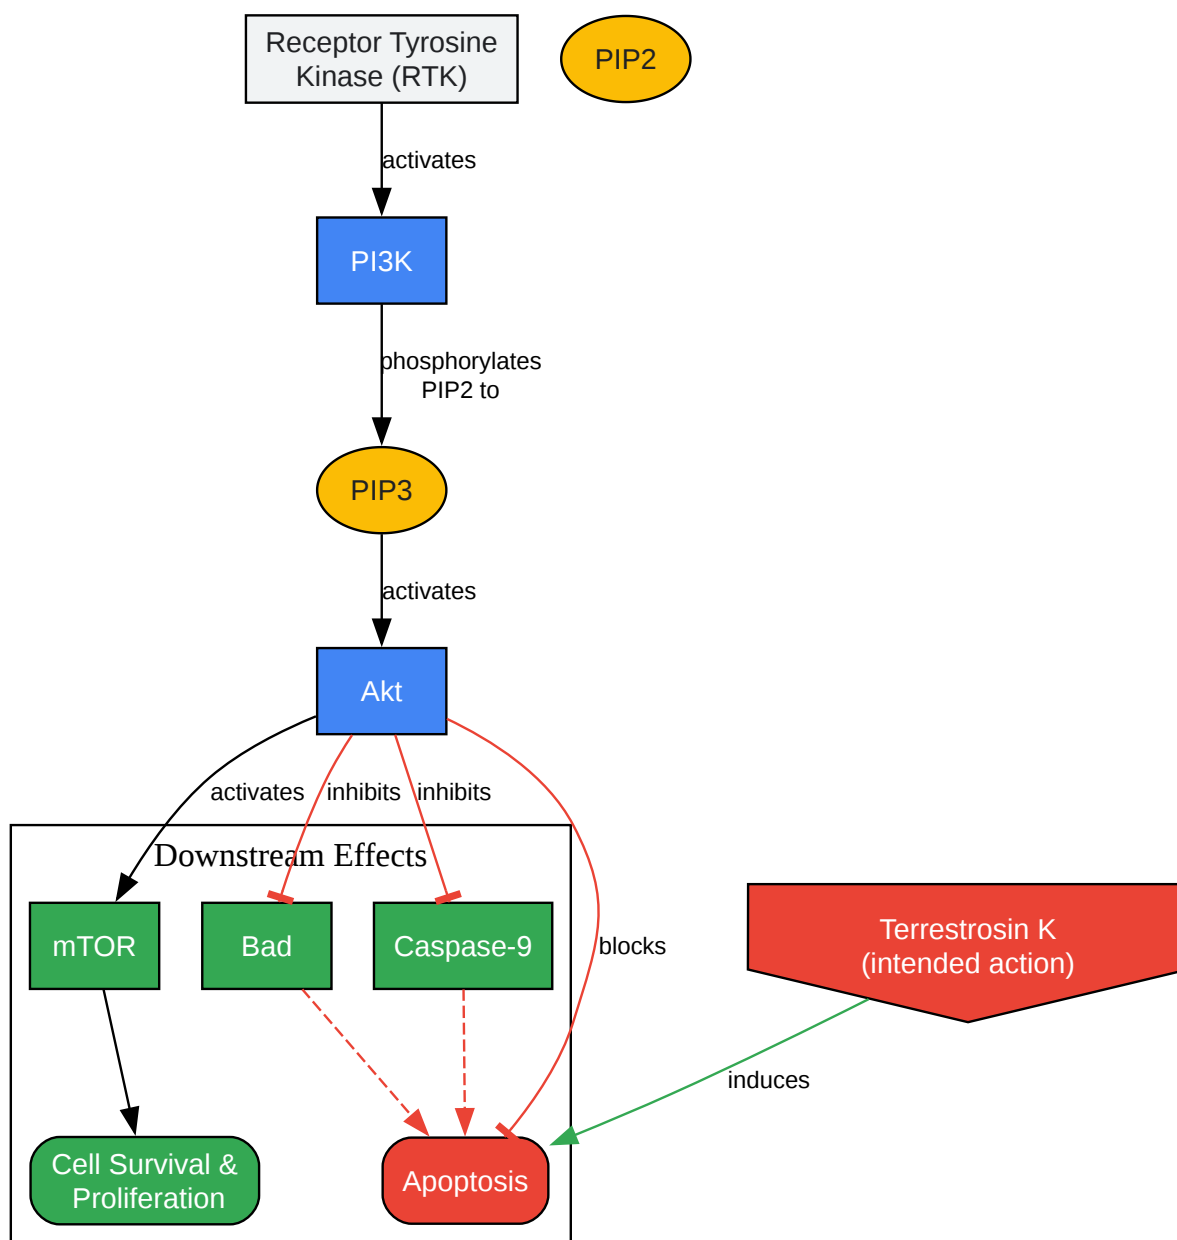 Receptor Tyrosine
Kinase (RTK)
PIP2
activates
PI3K
phosphorylates
PIP2 to
PIP3
activates
Akt
activates
inhibits
inhibits
Downstream Effects
mTOR
Bad
Caspase-9
blocks
Terrestrosin K
(intended action)
induces
Cell Survival &
Proliferation
Apoptosis